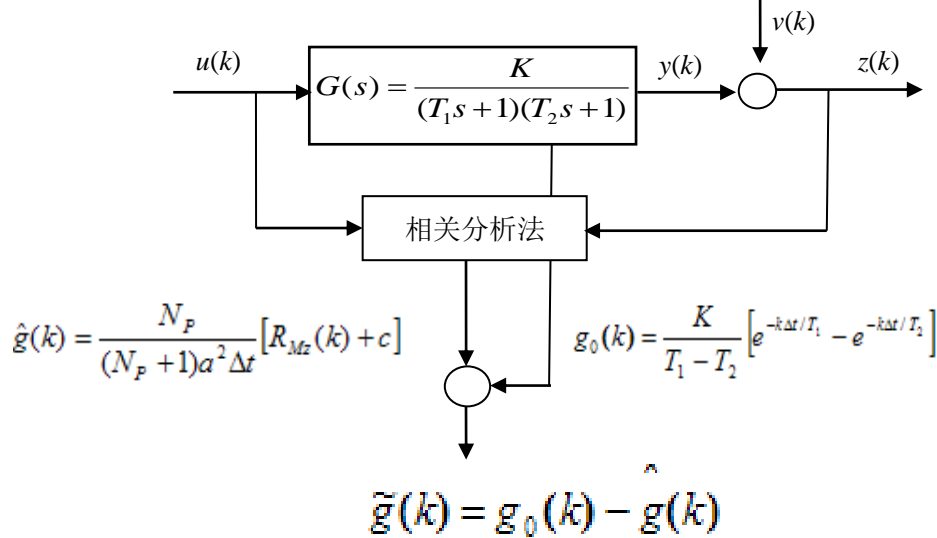 v(k)
u(k)
G(s) = K / ((T₁s + 1)(T₂s + 1))
y(k)
z(k)
相关分析法
ĝ(k) = N_P / ((N_P + 1)a²Δt) [R_Mz(k) + c]
g₀(k) = K / (T₁ − T₂) [e^(−kΔt/T₁) − e^(−kΔt/T₂)]
g̃(k) = g₀(k) − ĝ(k)